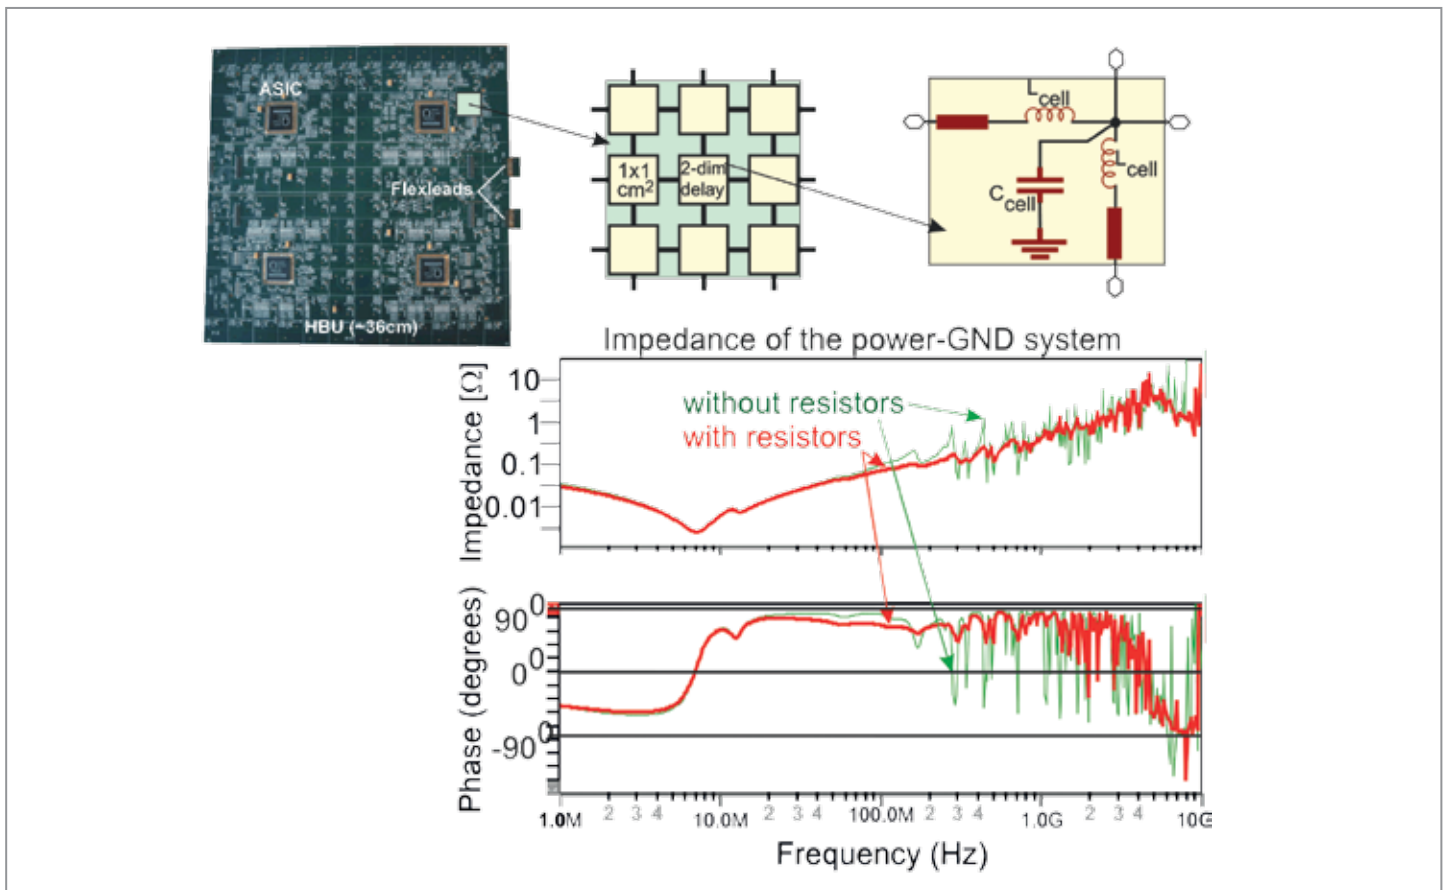 ASIC
Flexleads
HBU (~36cm)
1x1
cm²
2-dim
delay
Lcell
Ccell
Lcell
Impedance of the power-GND system
Impedance [Ω]
10
1
0.1
0.01
without resistors
with resistors
Phase (degrees)
0
90
0
0
0
-90
1.0M 2 3 4 10.0M 2 3 4 100.0M 2 3 4 1.0G 2 3 4 10G
Frequency (Hz)